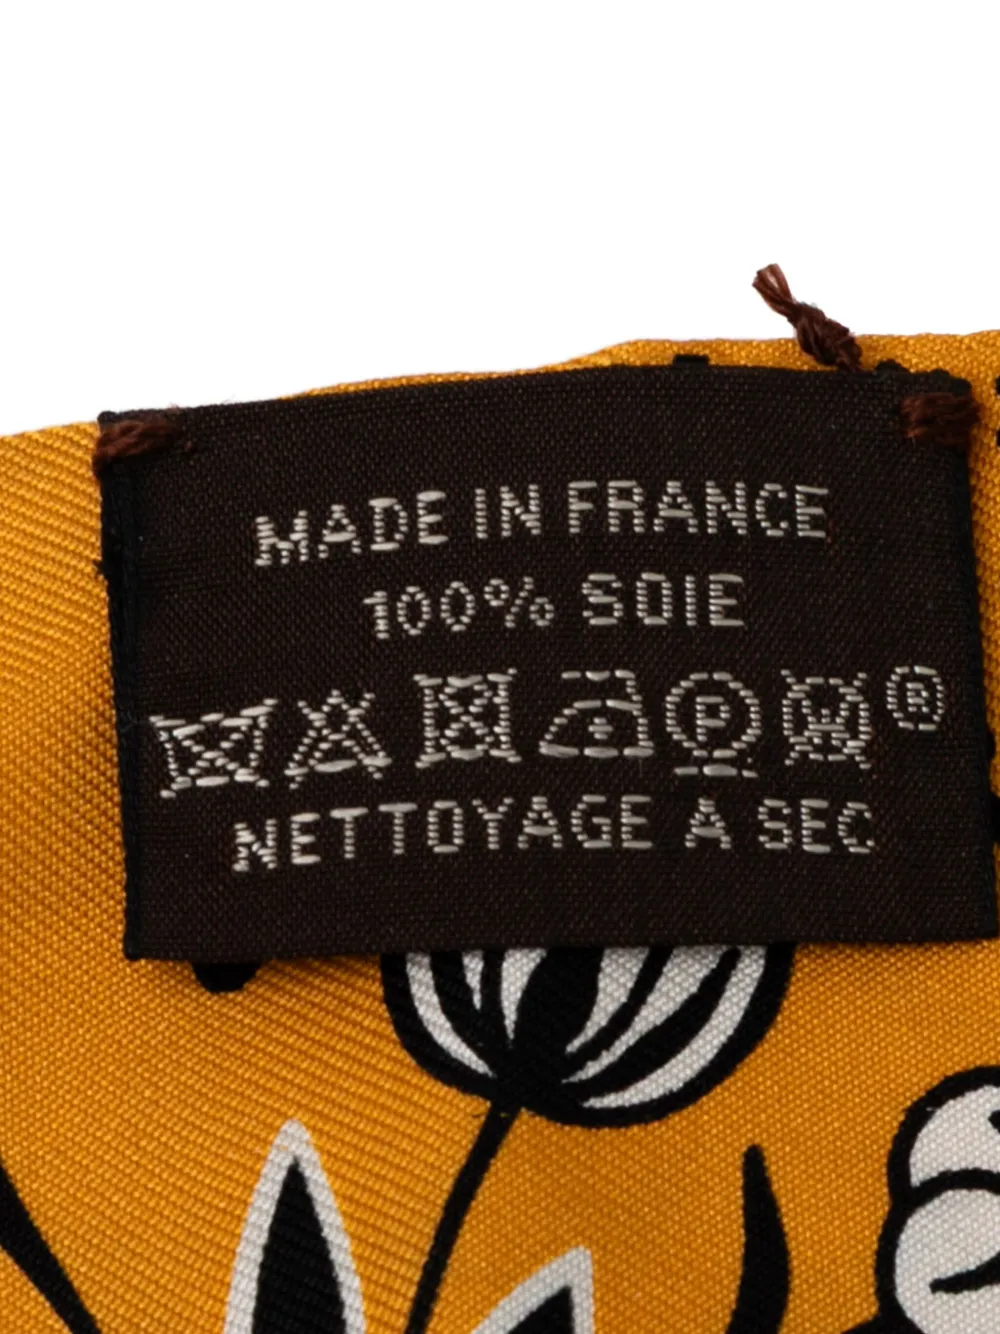 MADE IN FRANCE
100% SOIE
P W ®
NETTOYAGE A SEC